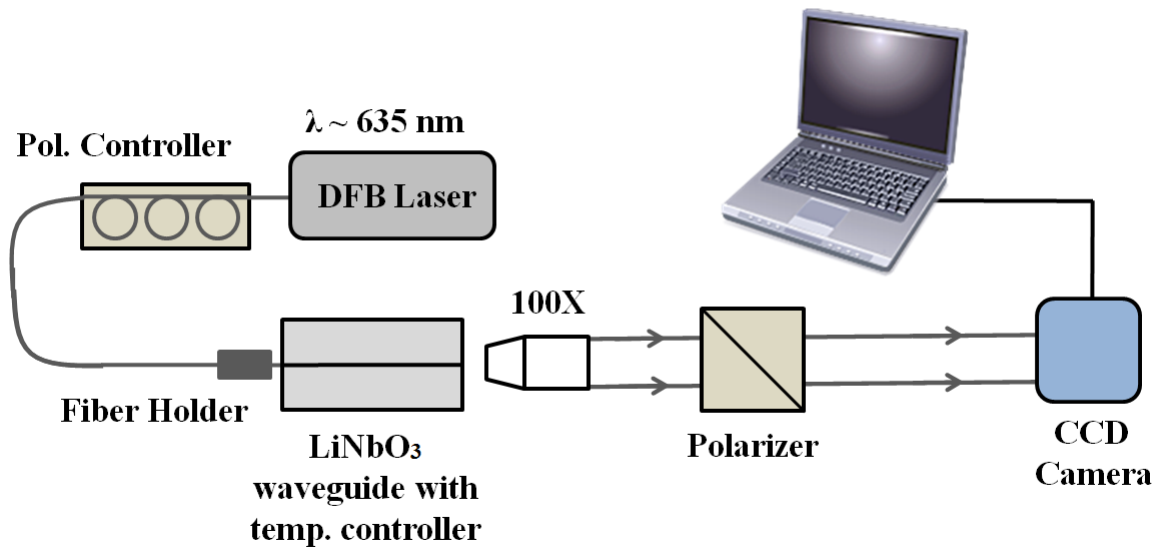 λ ~ 635 nm
Pol. Controller
DFB Laser
100X
Fiber Holder
LiNbO₃
waveguide with
temp. controller
Polarizer
CCD
Camera